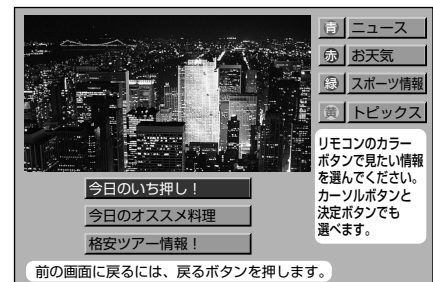 青 ニュース
赤 お天気
緑 スポーツ情報
黄 トピックス
リモコンのカラー
ボタンで見たい情報
を選んでください。
カーソルボタンと
決定ボタンでも
選べます。
今日のいち押し！
今日のオススメ料理
格安ツアー情報！
前の画面に戻るには、戻るボタンを押します。